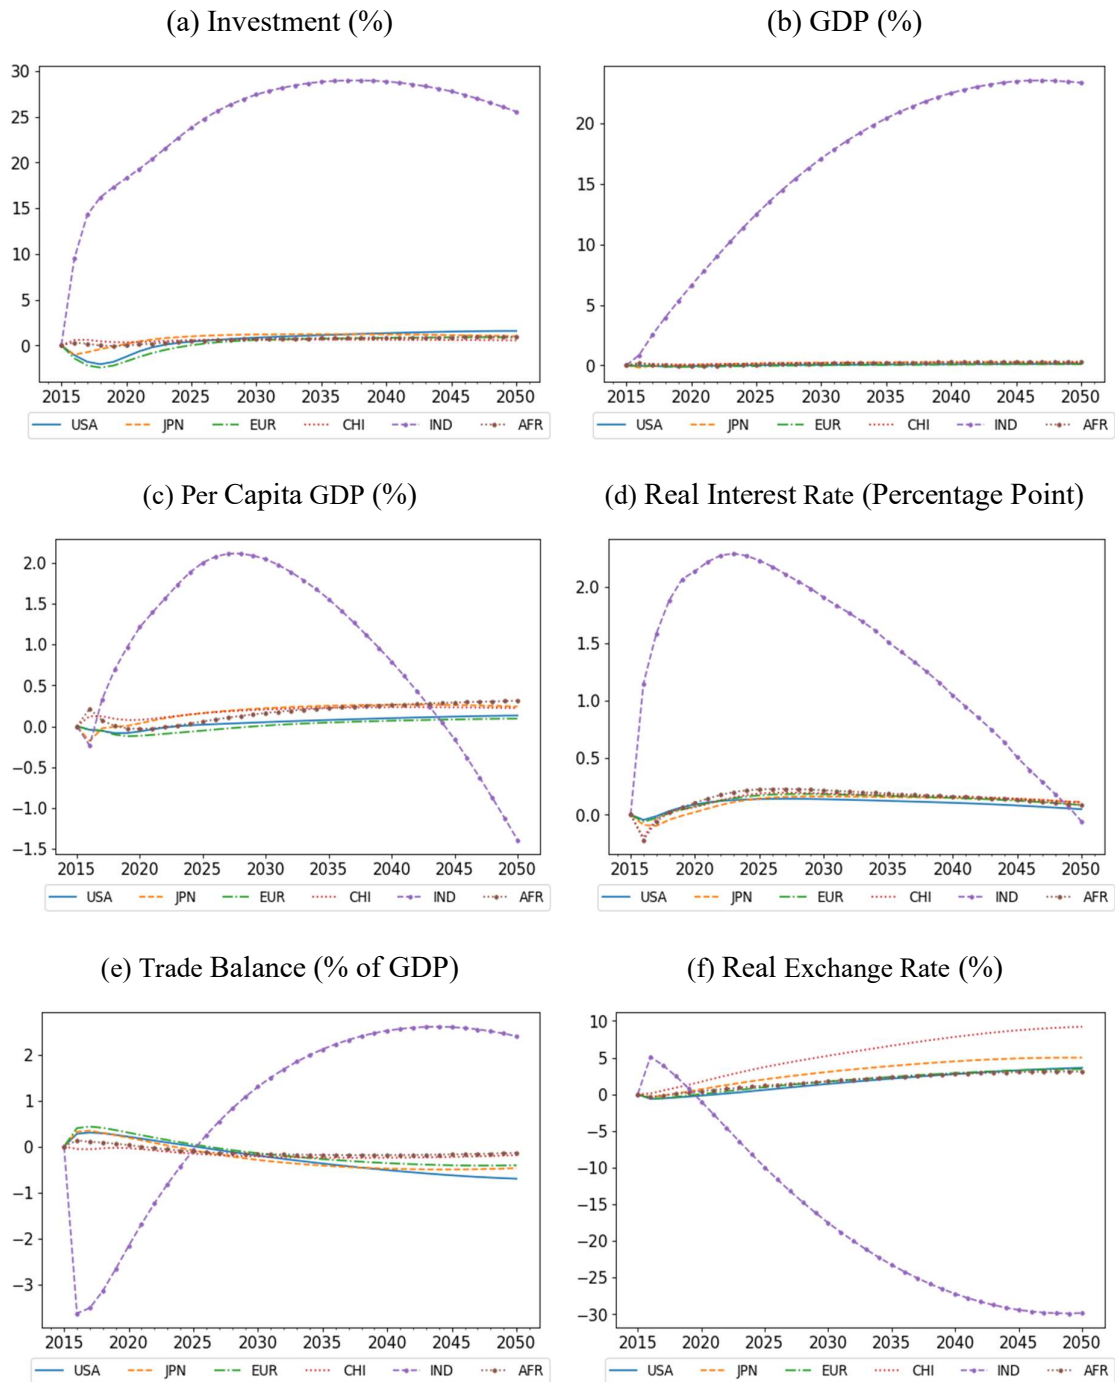 (a) Investment (%)
(b) GDP (%)
30
25
20
15
10
5
0
2015 2020 2025 2030 2035 2040 2045 2050
USA JPN EUR CHI IND AFR
20
15
10
5
0
2015 2020 2025 2030 2035 2040 2045 2050
USA JPN EUR CHI IND AFR
(c) Per Capita GDP (%)
(d) Real Interest Rate (Percentage Point)
2.0
1.5
1.0
0.5
0.0
−0.5
−1.0
−1.5
2015 2020 2025 2030 2035 2040 2045 2050
USA JPN EUR CHI IND AFR
2.0
1.5
1.0
0.5
0.0
2015 2020 2025 2030 2035 2040 2045 2050
USA JPN EUR CHI IND AFR
(e) Trade Balance (% of GDP)
(f) Real Exchange Rate (%)
2
1
0
−1
−2
−3
2015 2020 2025 2030 2035 2040 2045 2050
USA JPN EUR CHI IND AFR
10
5
0
−5
−10
−15
−20
−25
−30
2015 2020 2025 2030 2035 2040 2045 2050
USA JPN EUR CHI IND AFR